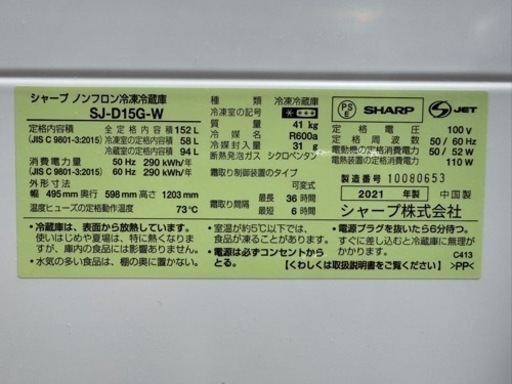 シャープ ノンフロン冷凍冷蔵庫
SJ-D15G-W
定格内容積 全定格内容積 152 L
(JIS C 9801-3:2015) 冷凍室の定格内容積 58 L
冷蔵室の定格内容積 94 L
消費電力量 50 Hz 290 kWh/年
(JIS C 9801-3:2015) 60 Hz 290 kWh/年
外形寸法
幅 495 mm 奥行 598 mm 高さ 1203 mm
温度ヒューズの定格動作温度 73℃
種類 冷凍冷蔵庫
冷凍室の記号
質量 41 kg
冷媒名 R600a
冷媒封入量 31 g
断熱発泡ガス シクロペンタン
霜取り制御装置のタイプ
可変式
霜取り間隔 最長 36 時間
最短 6 時間
PS
E
SHARP
JET
定格電圧 100 V
定格周波数 50 / 60 Hz
電動機の定格消費電力 50 / 52 W
電熱装置の定格消費電力 110 W
製造番号 10080653
2021 年製 中国製
シャープ株式会社
・冷蔵庫は、表面から放熱しています。
使いはじめや夏場は、特に熱くなりま
すが、庫内の食品には影響ありません。
・水気の多い食品は、棚の奥に置かない。
・室温が約5℃以下では、
食品が凍ることがあります。
・電源は必ずコンセントから
とる。
・電源プラグを抜いたら6分待つ。
すぐに差し込むと冷蔵庫に無理が
かかります。
【くわしくは取扱説明書をご覧ください】
C413
>PP<